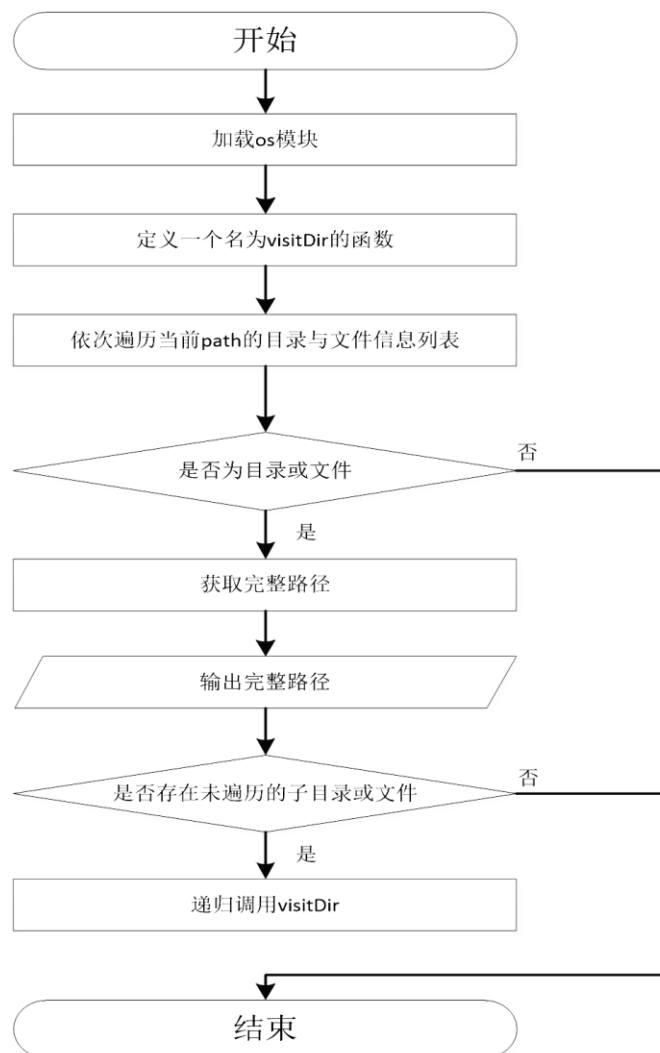 开始
加载os模块
定义一个名为visitDir的函数
依次遍历当前path的目录与文件信息列表
是否为目录或文件
否
是
获取完整路径
输出完整路径
是否存在未遍历的子目录或文件
否
是
递归调用visitDir
结束